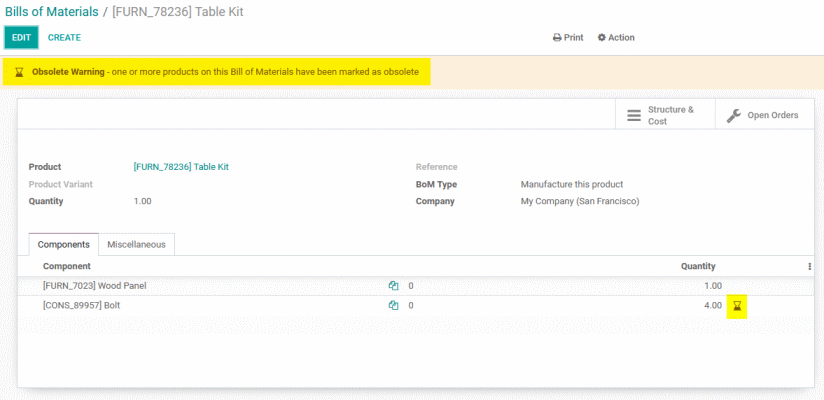 Bills of Materials / [FURN_78236] Table Kit
EDIT CREATE Print Action
Obsolete Warning - one or more products on this Bill of Materials have been marked as obsolete
Structure & Cost
Open Orders
Product [FURN_78236] Table Kit Reference
Product Variant BoM Type Manufacture this product
Quantity 1.00 Company My Company (San Francisco)
Components Miscellaneous
Component Quantity
[FURN_7023] Wood Panel 0 1.00
[CONS_89957] Bolt 0 4.00